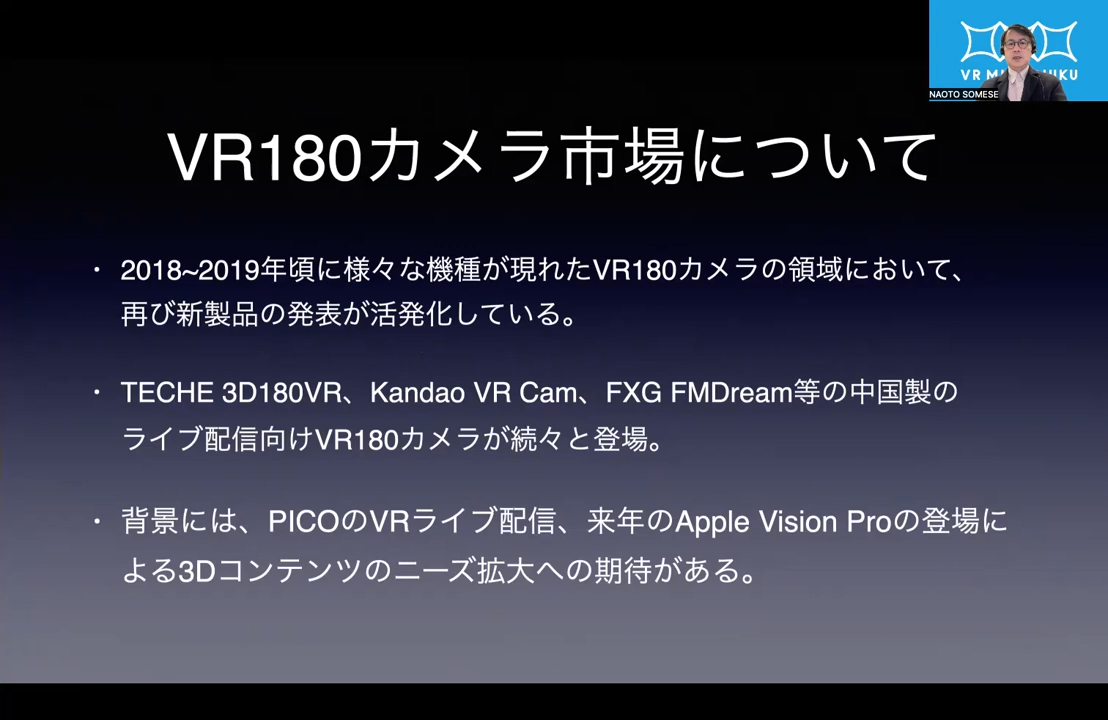 VR M
UKU
NAOTO SOMESE
VR180カメラ市場について
・2018~2019年頃に様々な機種が現れたVR180カメラの領域において、
再び新製品の発表が活発化している。
・TECHE 3D180VR、Kandao VR Cam、FXG FMDream等の中国製の
ライブ配信向けVR180カメラが続々と登場。
・背景には、PICOのVRライブ配信、来年のApple Vision Proの登場に
よる3Dコンテンツのニーズ拡大への期待がある。